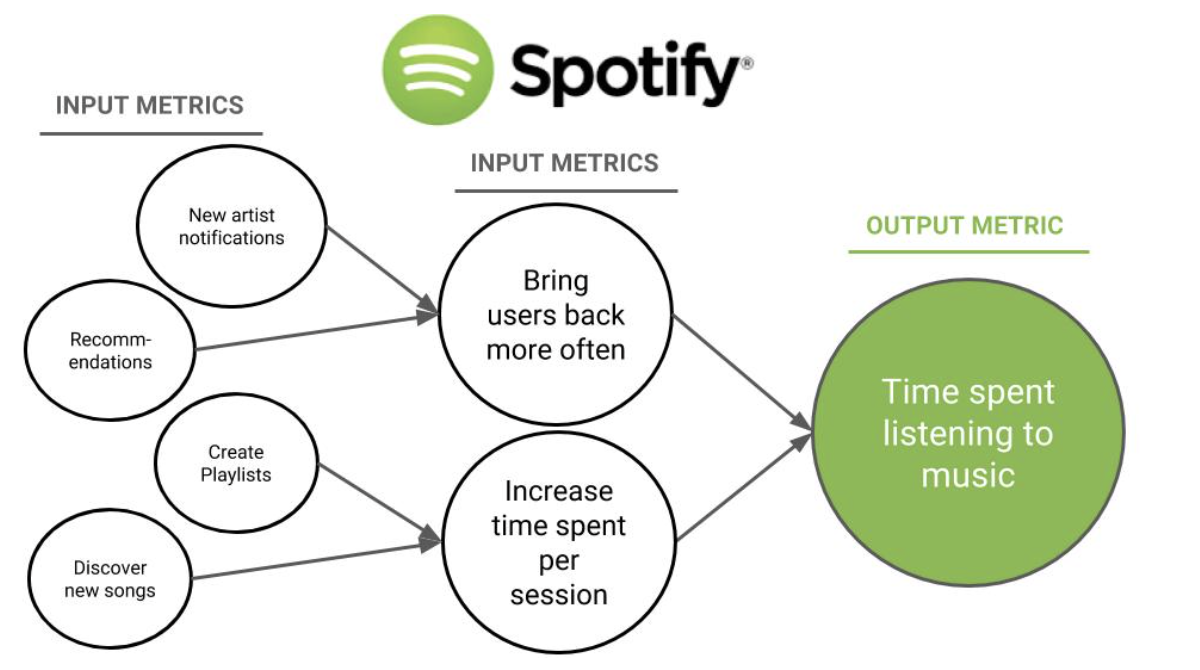 Spotify®
INPUT METRICS
New artist
notifications
Recomm-
endations
Create
Playlists
Discover
new songs
INPUT METRICS
Bring
users back
more often
Increase
time spent
per
session
OUTPUT METRIC
Time spent
listening to
music